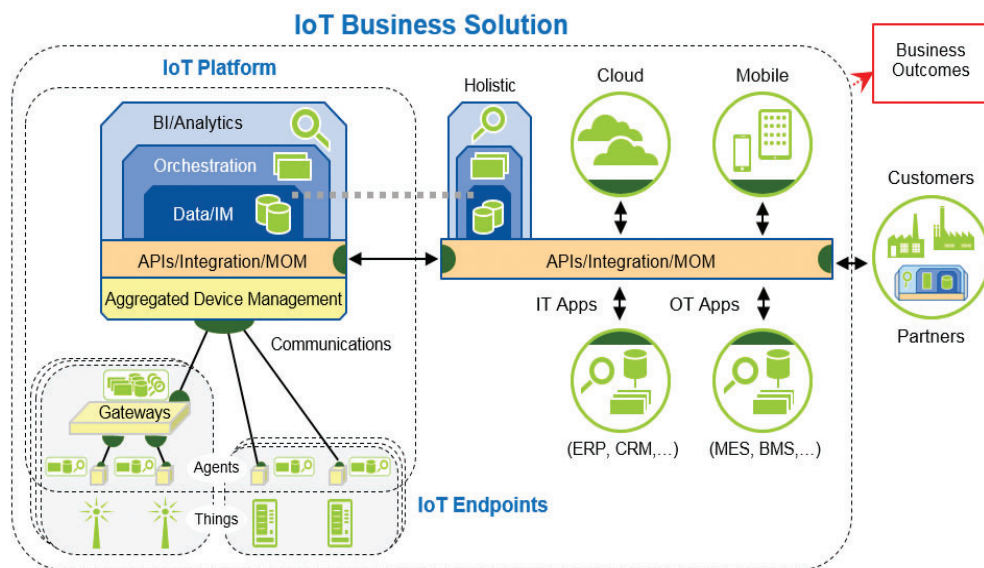 IoT Business Solution
Business
Outcomes
IoT Platform
Holistic
Cloud
Mobile
BI/Analytics
Orchestration
Data/IM
Customers
APIs/Integration/MOM
APIs/Integration/MOM
Aggregated Device Management
IT Apps
OT Apps
Partners
Communications
Gateways
(ERP, CRM,...)
(MES, BMS,...)
Agents
IoT Endpoints
Things